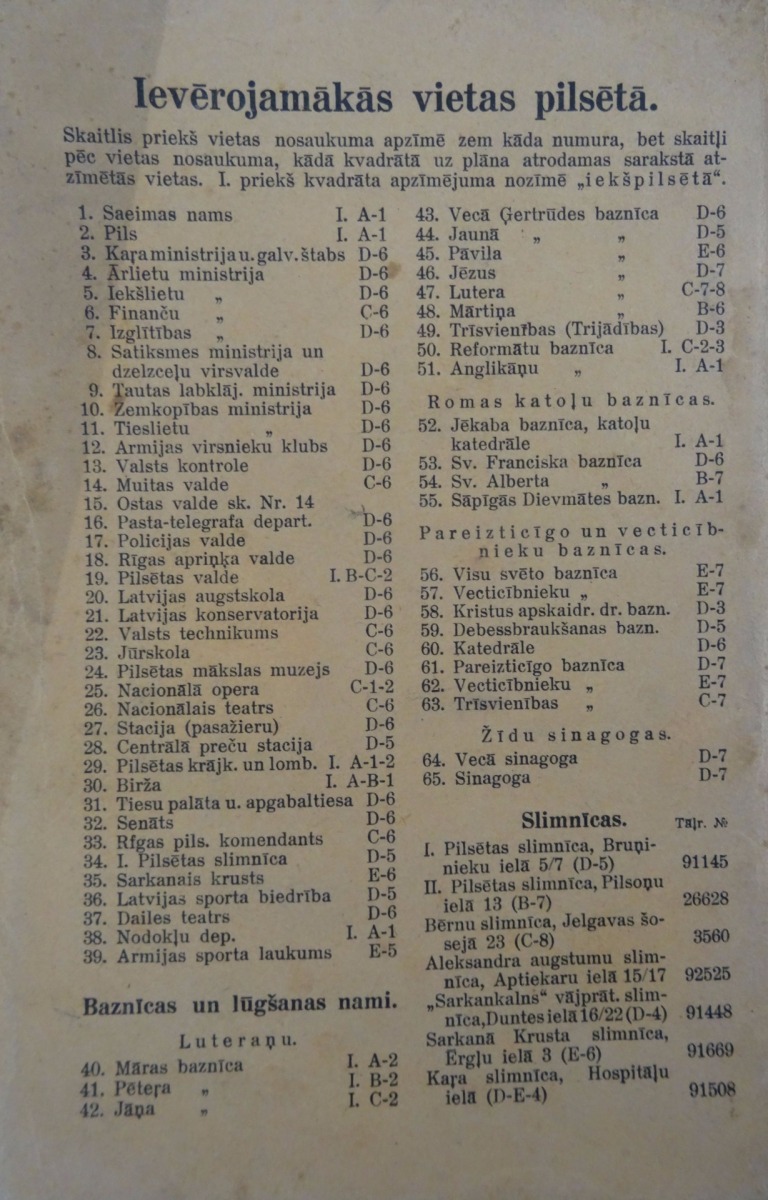 Ievērojamākās vietas pilsētā.
Skaitlis priekš vietas nosaukuma apzīmē zem kāda numura, bet skaitļi
pēc vietas nosaukuma, kādā kvadrātā uz plāna atrodamas sarakstā at-
zīmētās vietas. I. priekš kvadrāta apzīmējuma nozīmē „iekšpilsētā“.
1. Saeimas nams I. A-1
2. Pils I. A-1
3. Kaŗa ministrija u. galv. štabs D-6
4. Ārlietu ministrija D-6
5. Iekšlietu „ D-6
6. Finanču „ C-6
7. Izglītības „ D-6
8. Satiksmes ministrija un
dzelzceļu virsvalde D-6
9. Tautas labklāj. ministrija D-6
10. Zemkopības ministrija D-6
11. Tieslietu „ D-6
12. Armijas virsnieku klubs D-6
13. Valsts kontrole D-6
14. Muitas valde C-6
15. Ostas valde sk. Nr. 14
16. Pasta-telegrafa depart. D-6
17. Policijas valde D-6
18. Rīgas apriņķa valde D-6
19. Pilsētas valde I. B-C-2
20. Latvijas augstskola D-6
21. Latvijas konservatorija D-6
22. Valsts technikums C-6
23. Jūrskola C-6
24. Pilsētas mākslas muzejs D-6
25. Nacionālā opera C-1-2
26. Nacionālais teatrs C-6
27. Stacija (pasažieru) D-6
28. Centrālā preču stacija D-5
29. Pilsētas krājk. un lomb. I. A-1-2
30. Birža I. A-B-1
31. Tiesu palāta u. apgabaltiesa D-6
32. Senāts D-6
33. Rīgas pils. komendants C-6
34. I. Pilsētas slimnīca D-5
35. Sarkanais krusts E-6
36. Latvijas sporta biedrība D-5
37. Dailes teatrs D-6
38. Nodokļu dep. I. A-1
39. Armijas sporta laukums E-5
Baznīcas un lūgšanas nami.
Luteraņu.
40. Māras baznīca I. A-2
41. Pēteŗa „ I. B-2
42. Jāņa „ I. C-2
43. Vecā Ģertrūdes baznīca D-6
44. Jaunā „ „ D-5
45. Pāvila „ E-6
46. Jēzus „ D-7
47. Lutera „ C-7-8
48. Mārtiņa „ B-6
49. Trīsvienības (Trijādības) D-3
50. Reformātu baznīca I. C-2-3
51. Anglikāņu „ I. A-1
Romas katoļu baznīcas.
52. Jēkaba baznīca, katoļu
katedrāle I. A-1
53. Sv. Franciska baznīca D-6
54. Sv. Alberta „ B-7
55. Sāpīgās Dievmātes bazn. I. A-1
Pareizticīgo un vecticīb-
nieku baznīcas.
56. Visu svēto baznīca E-7
57. Vecticībnieku „ E-7
58. Kristus apskaidr. dr. bazn. D-3
59. Debessbraukšanas bazn. D-5
60. Katedrāle D-6
61. Pareizticīgo baznīca D-7
62. Vecticībnieku „ E-7
63. Trīsvienības „ C-7
Žīdu sinagogas.
64. Vecā sinagoga D-7
65. Sinagoga D-7
Slimnīcas. Tāļr. №
I. Pilsētas slimnīca, Bruņi-
nieku ielā 5/7 (D-5) 91145
II. Pilsētas slimnīca, Pilsoņu
ielā 13 (B-7) 26628
Bērnu slimnīca, Jelgavas šo-
sejā 23 (C-8) 3560
Aleksandra augstumu slim-
nīca, Aptiekaru ielā 15/17 92525
„Sarkankalns“ vājprāt. slim-
nīca, Duntes ielā 16/22 (D-4) 91448
Sarkanā Krusta slimnīca,
Ērgļu ielā 3 (E-6) 91669
Kaŗa slimnīca, Hospitāļu
ielā (D-E-4) 91508